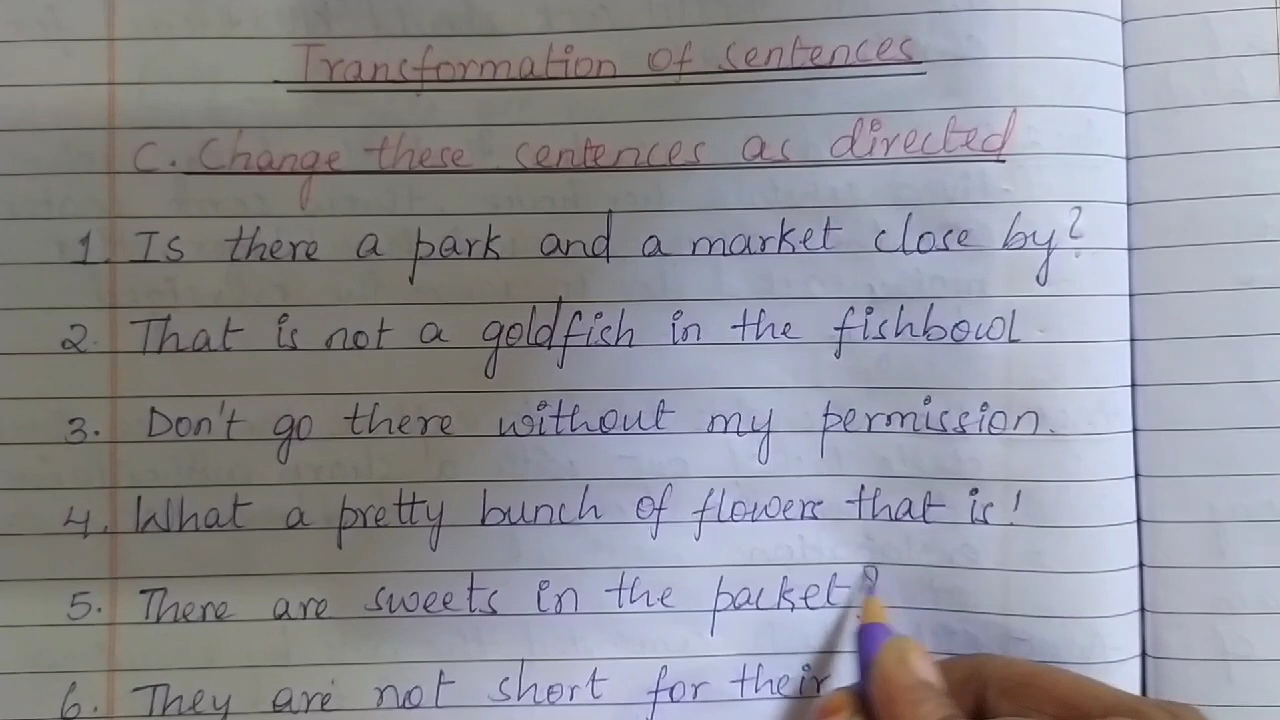 Transformation of sentences
C. Change these sentences as directed
1. Is there a park and a market close by?
2. That is not a goldfish in the fishbowl.
3. Don't go there without my permission.
4. What a pretty bunch of flowers that is!
5. There are sweets in the packet?
6. They are not short for their